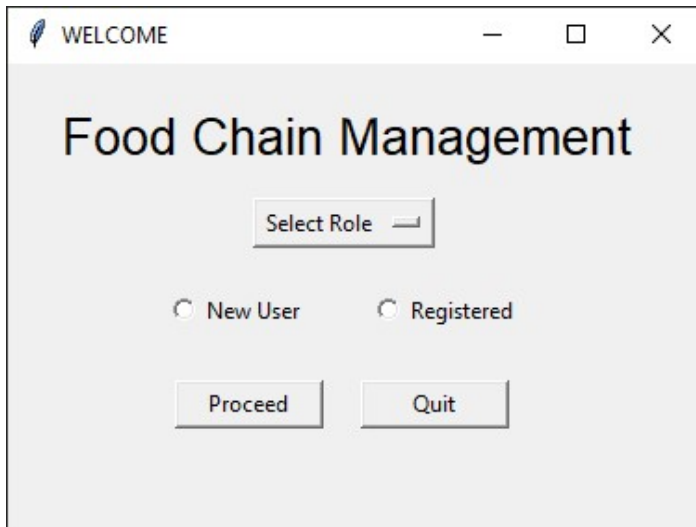 WELCOME
Food Chain Management
Select Role
New User Registered
Proceed Quit